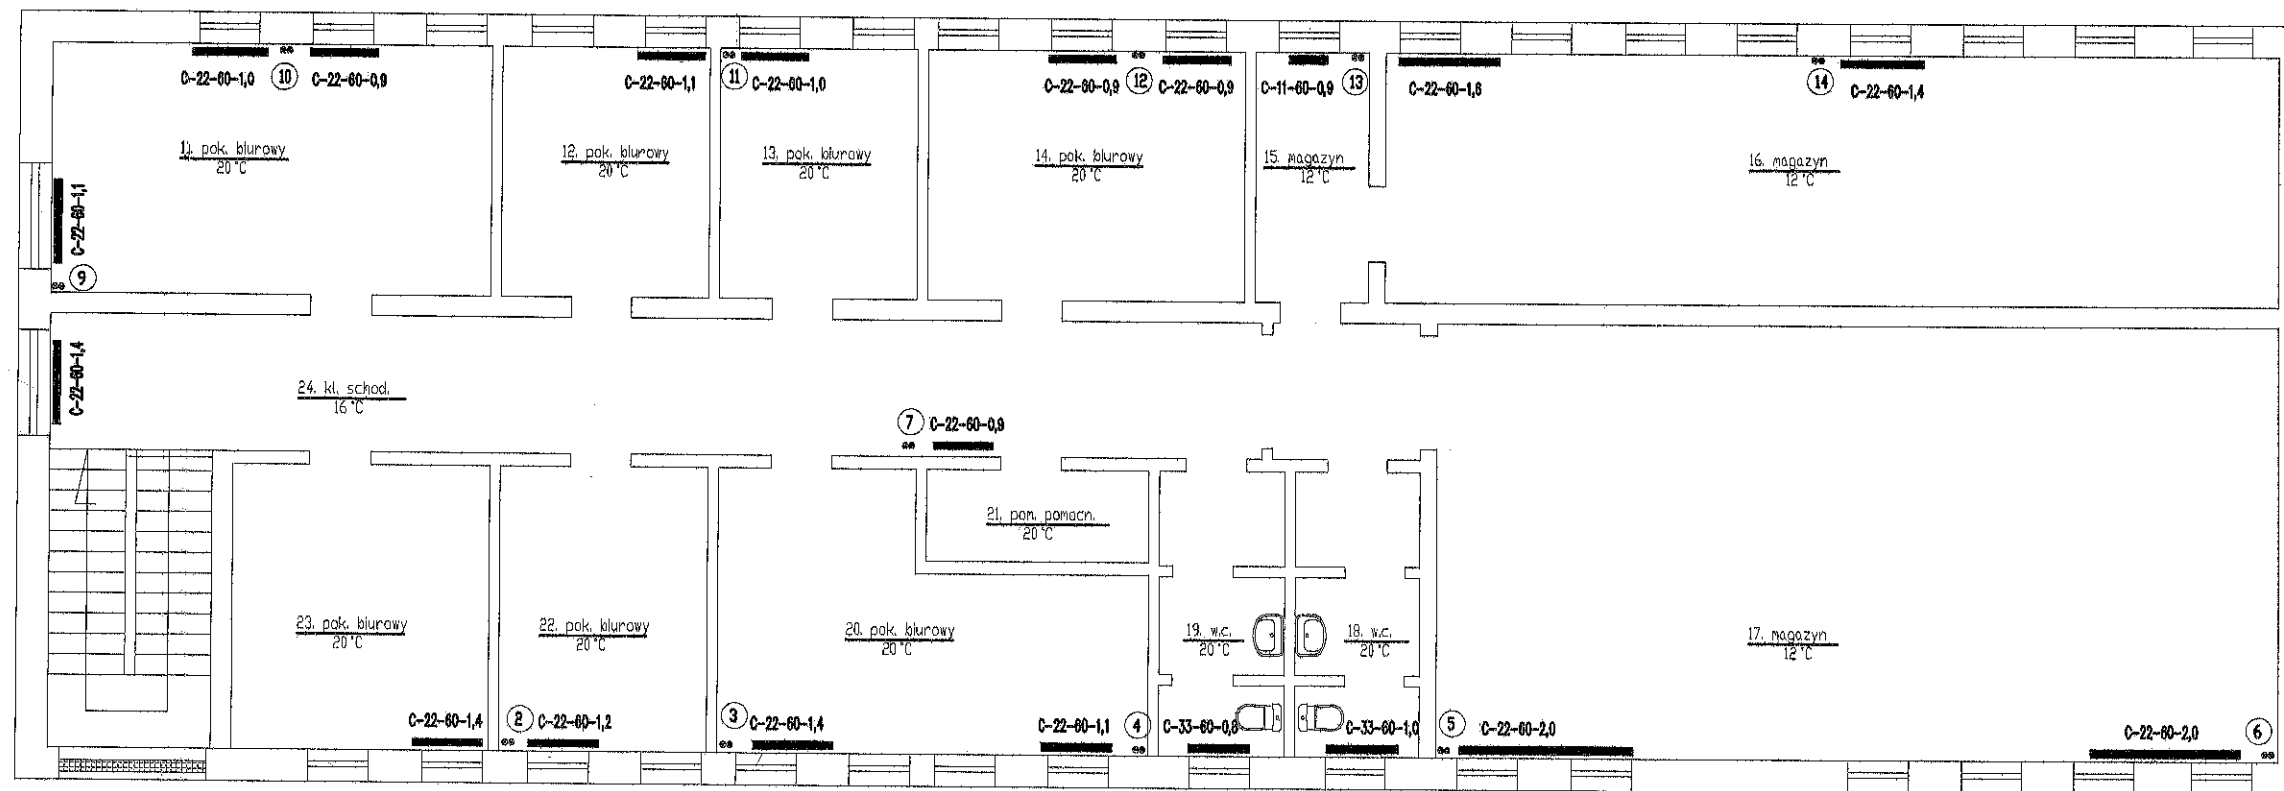 C-22-60-1,0
10
C-22-60-0,9
C-22-60-1,1
11
C-22-60-1,0
C-22-60-0,9
12
C-22-60-0,9
C-11-60-0,9
13
C-22-60-1,6
14
C-22-60-1,4
11. pok. biurowy
20°C
12. pok. biurowy
20°C
13. pok. biurowy
20°C
14. pok. biurowy
20°C
15. magazyn
12°C
16. magazyn
12°C
C-22-60-1,1
9
C-22-60-1,4
24. kl. schod.
16°C
7
C-22-60-0,9
21. pom. pomocn.
20°C
23. pok. biurowy
20°C
22. pok. biurowy
20°C
20. pok. biurowy
20°C
19. w.c.
20°C
18. w.c.
20°C
17. magazyn
12°C
C-22-60-1,4
2
C-22-60-1,2
3
C-22-60-1,4
C-22-60-1,1
4
C-33-60-0,8
C-33-60-1,0
5
C-22-60-2,0
C-22-60-2,0
6